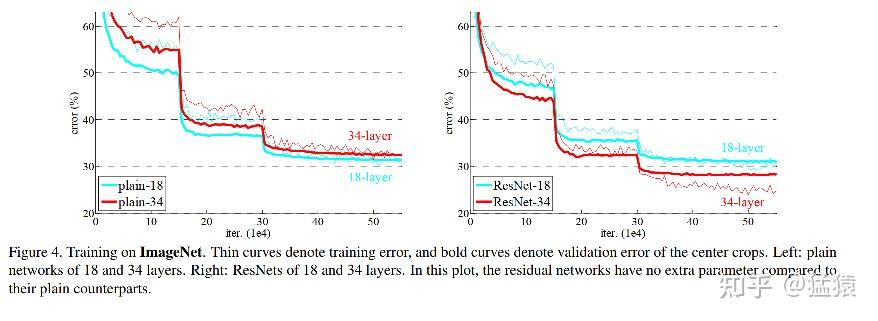 60
50
40
30
20
error (%)
34-layer
18-layer
plain-18
plain-34
0
10
20
30
40
50
iter. (1e4)
60
50
40
30
20
error (%)
18-layer
34-layer
ResNet-18
ResNet-34
0
10
20
30
40
50
iter. (1e4)
Figure 4. Training on ImageNet. Thin curves denote training error, and bold curves denote validation error of the center crops. Left: plain
networks of 18 and 34 layers. Right: ResNets of 18 and 34 layers. In this plot, the residual networks have no extra parameter compared to
their plain counterparts.
知乎 @猛猿